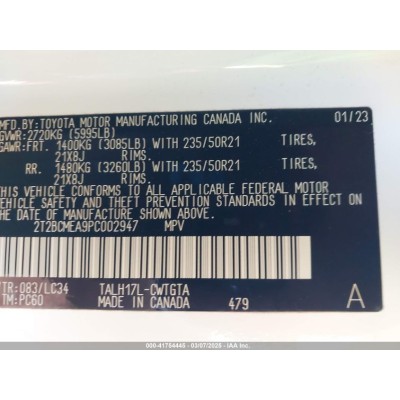 MFD.BY:TOYOTA MOTOR MANUFACTURING CANADA INC. 01/23
GVWR:2720KG (5995LB)
GAWR:FRT. 1400KG (3085LB) WITH 235/50R21 TIRES,
21X8J RIMS.
RR. 1480KG (3260LB) WITH 235/50R21 TIRES,
21X8J RIMS.
THIS VEHICLE CONFORMS TO ALL APPLICABLE FEDERAL MOTOR
VEHICLE SAFETY AND THEFT PREVENTION STANDARDS IN EFFECT
ON THE DATE OF MANUFACTURE SHOWN ABOVE.
2T2BCMEA9PC002947 MPV
/TR:083/LC34 TALH17L-CWTGTA
TM:PC60 MADE IN CANADA 479 A
000-41754445 - 03/07/2025 - IAA Inc.